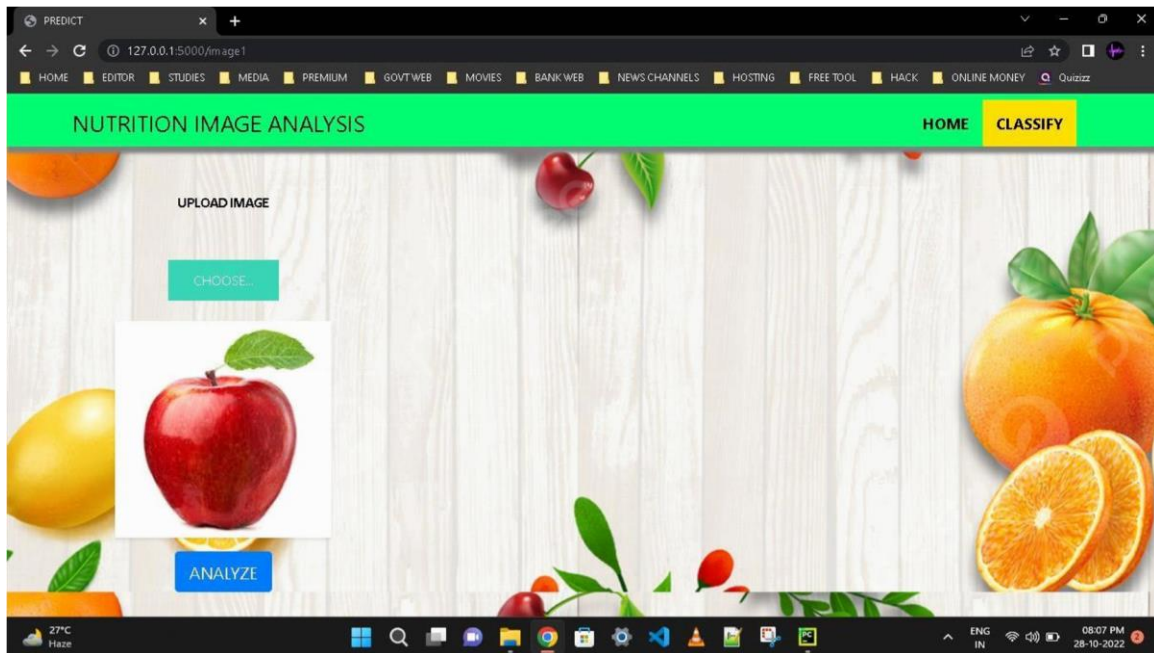 PREDICT
127.0.0.1:5000/image1
HOME EDITOR STUDIES MEDIA PREMIUM GOVT WEB MOVIES BANK WEB NEWS CHANNELS HOSTING FREE TOOL HACK ONLINE MONEY Quizizz
NUTRITION IMAGE ANALYSIS HOME CLASSIFY
UPLOAD IMAGE
CHOOSE...
ANALYZE
27°C
Haze
ENG
IN
08:07 PM
28-10-2022
2